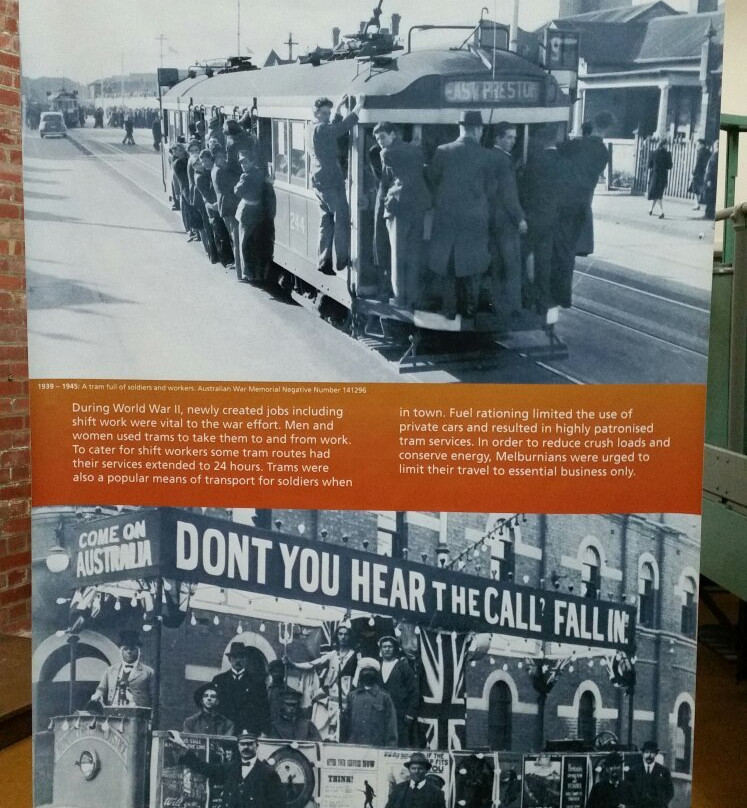 EAST PRESTON
9
244
1939 – 1945: A tram full of soldiers and workers. Australian War Memorial Negative Number 141296
During World War II, newly created jobs including
shift work were vital to the war effort. Men and
women used trams to take them to and from work.
To cater for shift workers some tram routes had
their services extended to 24 hours. Trams were
also a popular means of transport for soldiers when
in town. Fuel rationing limited the use of
private cars and resulted in highly patronised
tram services. In order to reduce crush loads and
conserve energy, Melburnians were urged to
limit their travel to essential business only.
COME ON
AUSTRALIA
DONT YOU HEAR THE CALL? FALL IN.
THINK!